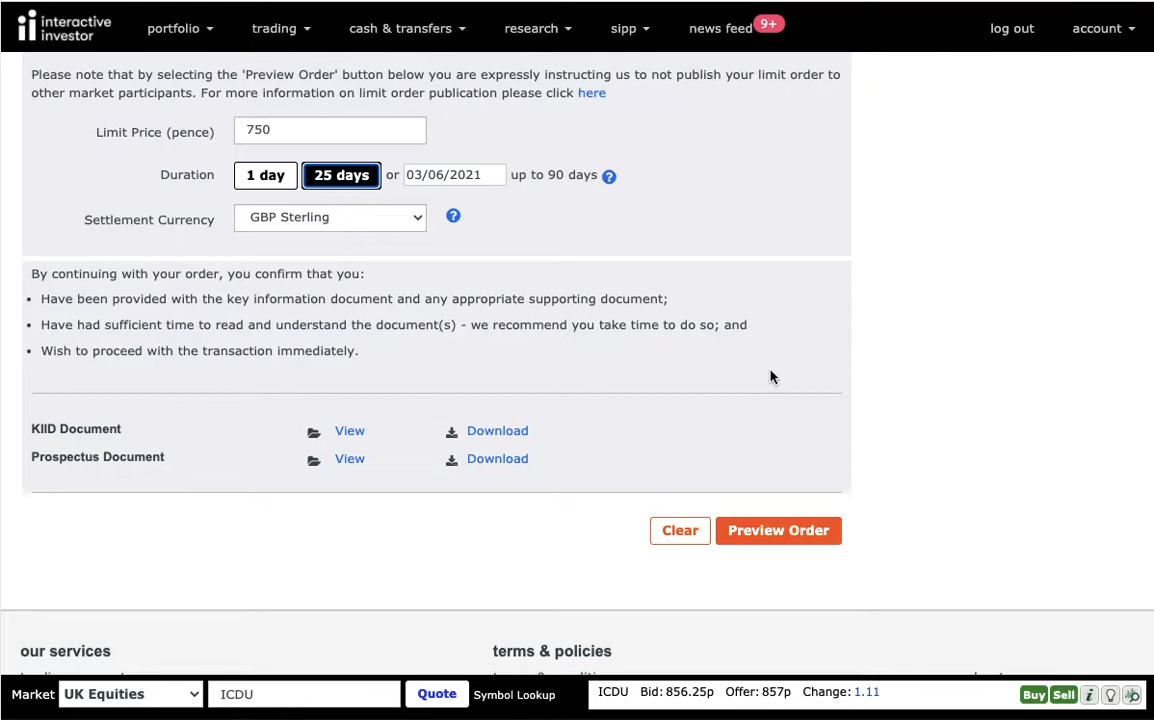 interactive investor
portfolio
trading
cash & transfers
research
sipp
news feed
9+
log out
account
Please note that by selecting the 'Preview Order' button below you are expressly instructing us to not publish your limit order to
other market participants. For more information on limit order publication please click here
Limit Price (pence)
750
Duration
1 day
25 days
or
03/06/2021
up to 90 days
?
Settlement Currency
GBP Sterling
?
By continuing with your order, you confirm that you:
• Have been provided with the key information document and any appropriate supporting document;
• Have had sufficient time to read and understand the document(s) - we recommend you take time to do so; and
• Wish to proceed with the transaction immediately.
KIID Document
View
Download
Prospectus Document
View
Download
Clear
Preview Order
our services
terms & policies
Market
UK Equities
ICDU
Quote
Symbol Lookup
ICDU Bid: 856.25p Offer: 857p Change: 1.11
Buy
Sell
i